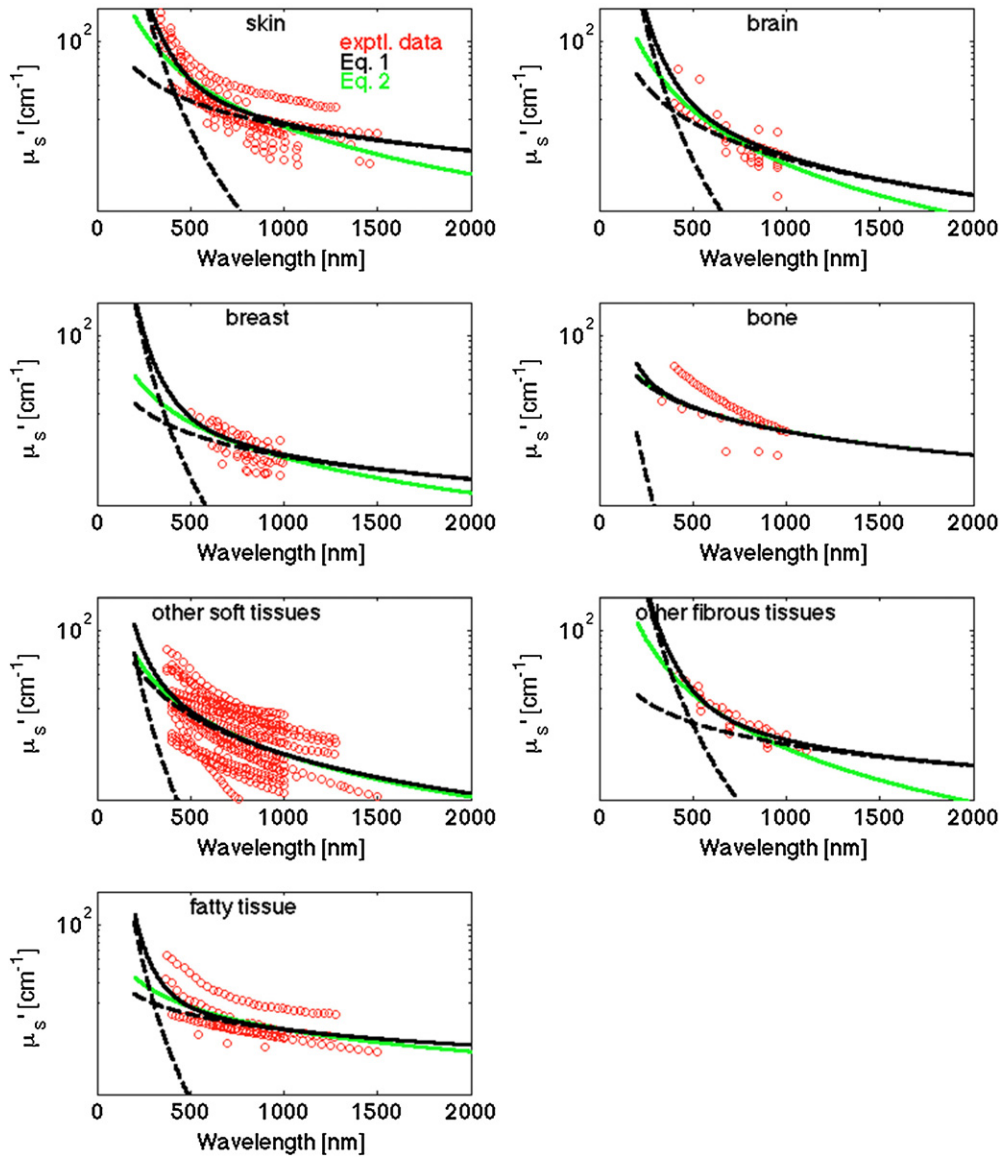 skin
exptl. data
Eq. 1
Eq. 2
10²
μₛ' [cm⁻¹]
0 500 1000 1500 2000
Wavelength [nm]
brain
10²
μₛ' [cm⁻¹]
0 500 1000 1500 2000
Wavelength [nm]
breast
10²
μₛ' [cm⁻¹]
0 500 1000 1500 2000
Wavelength [nm]
bone
10²
μₛ' [cm⁻¹]
0 500 1000 1500 2000
Wavelength [nm]
other soft tissues
10²
μₛ' [cm⁻¹]
0 500 1000 1500 2000
Wavelength [nm]
other fibrous tissues
10²
μₛ' [cm⁻¹]
0 500 1000 1500 2000
Wavelength [nm]
fatty tissue
10²
μₛ' [cm⁻¹]
0 500 1000 1500 2000
Wavelength [nm]